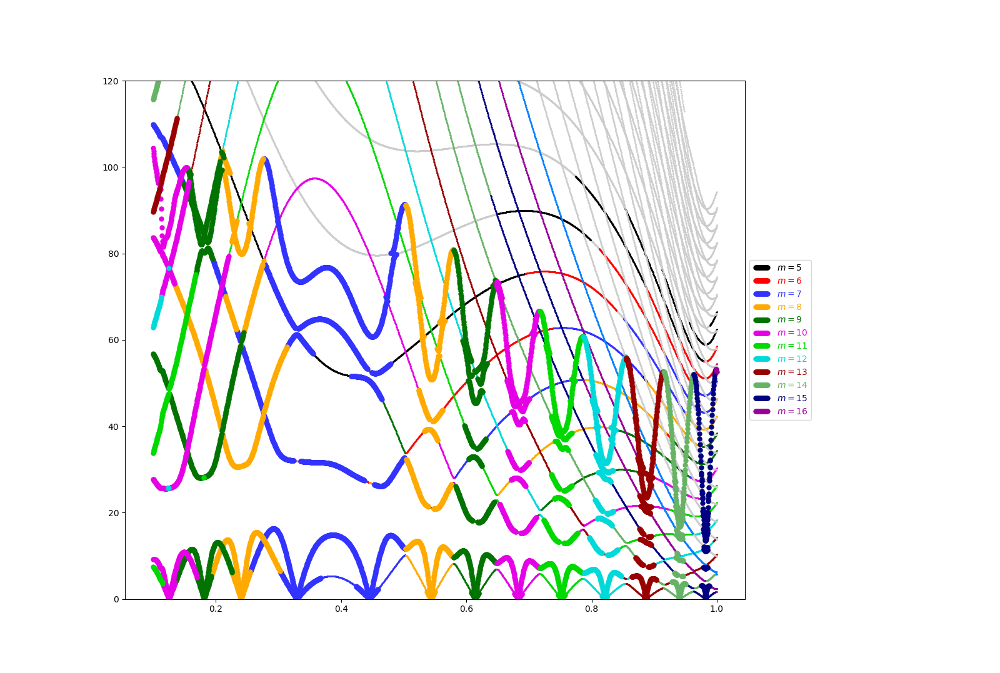 120
100
80
60
40
20
0
0.2 0.4 0.6 0.8 1.0
m = 5
m = 6
m = 7
m = 8
m = 9
m = 10
m = 11
m = 12
m = 13
m = 14
m = 15
m = 16